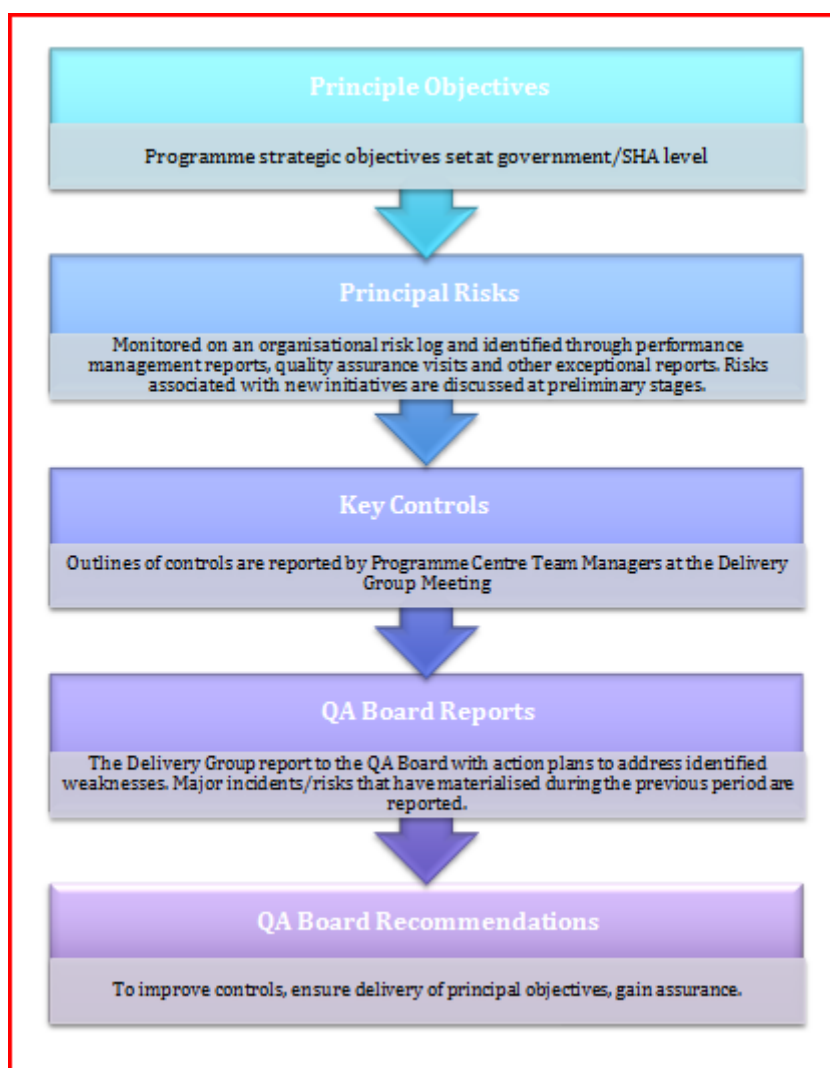 Principle Objectives
Programme strategic objectives set at government/SHA level
Principal Risks
Monitored on an organisational risk log and identified through performance
management reports, quality assurance visits and other exceptional reports. Risks
associated with new initiatives are discussed at preliminary stages.
Key Controls
Outlines of controls are reported by Programme Centre Team Managers at the Delivery
Group Meeting
QA Board Reports
The Delivery Group report to the QA Board with action plans to address identified
weaknesses. Major incidents/risks that have materialised during the previous period are
reported.
QA Board Recommendations
To improve controls, ensure delivery of principal objectives, gain assurance.